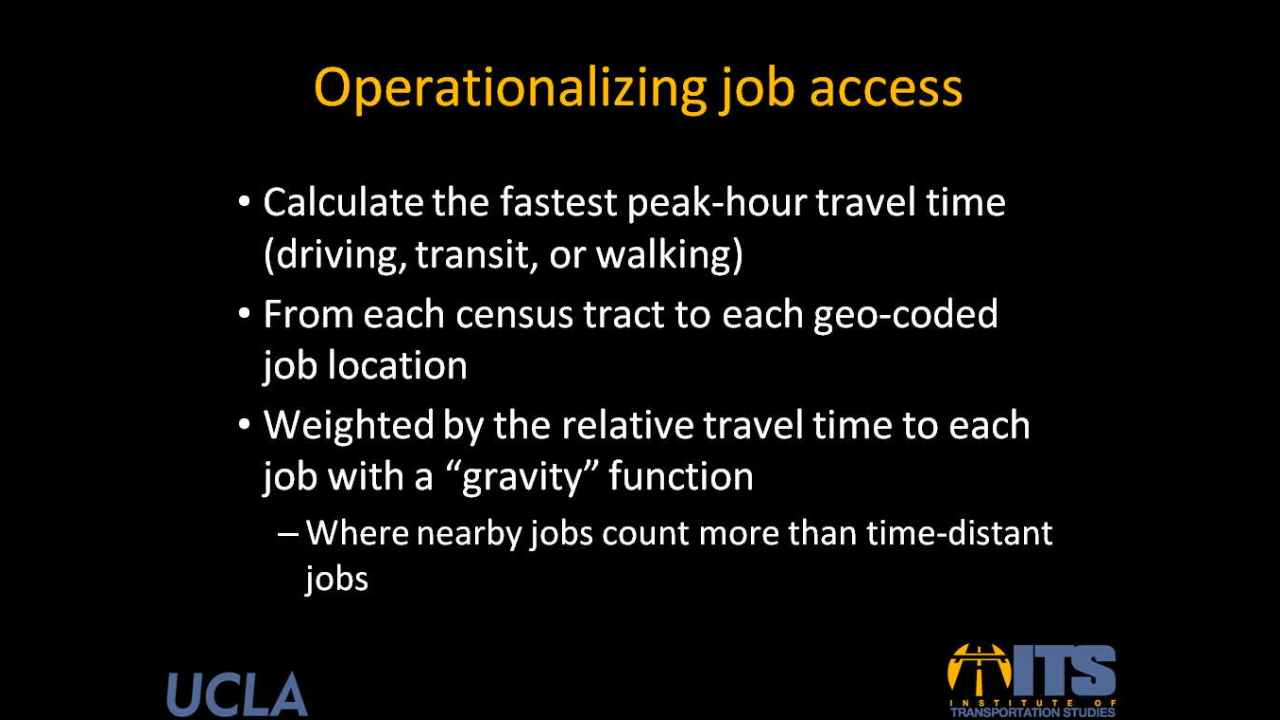 Operationalizing job access
• Calculate the fastest peak-hour travel time
(driving, transit, or walking)
• From each census tract to each geo-coded
job location
• Weighted by the relative travel time to each
job with a “gravity” function
– Where nearby jobs count more than time-distant
jobs
UCLA
ITS
INSTITUTE OF
TRANSPORTATION STUDIES